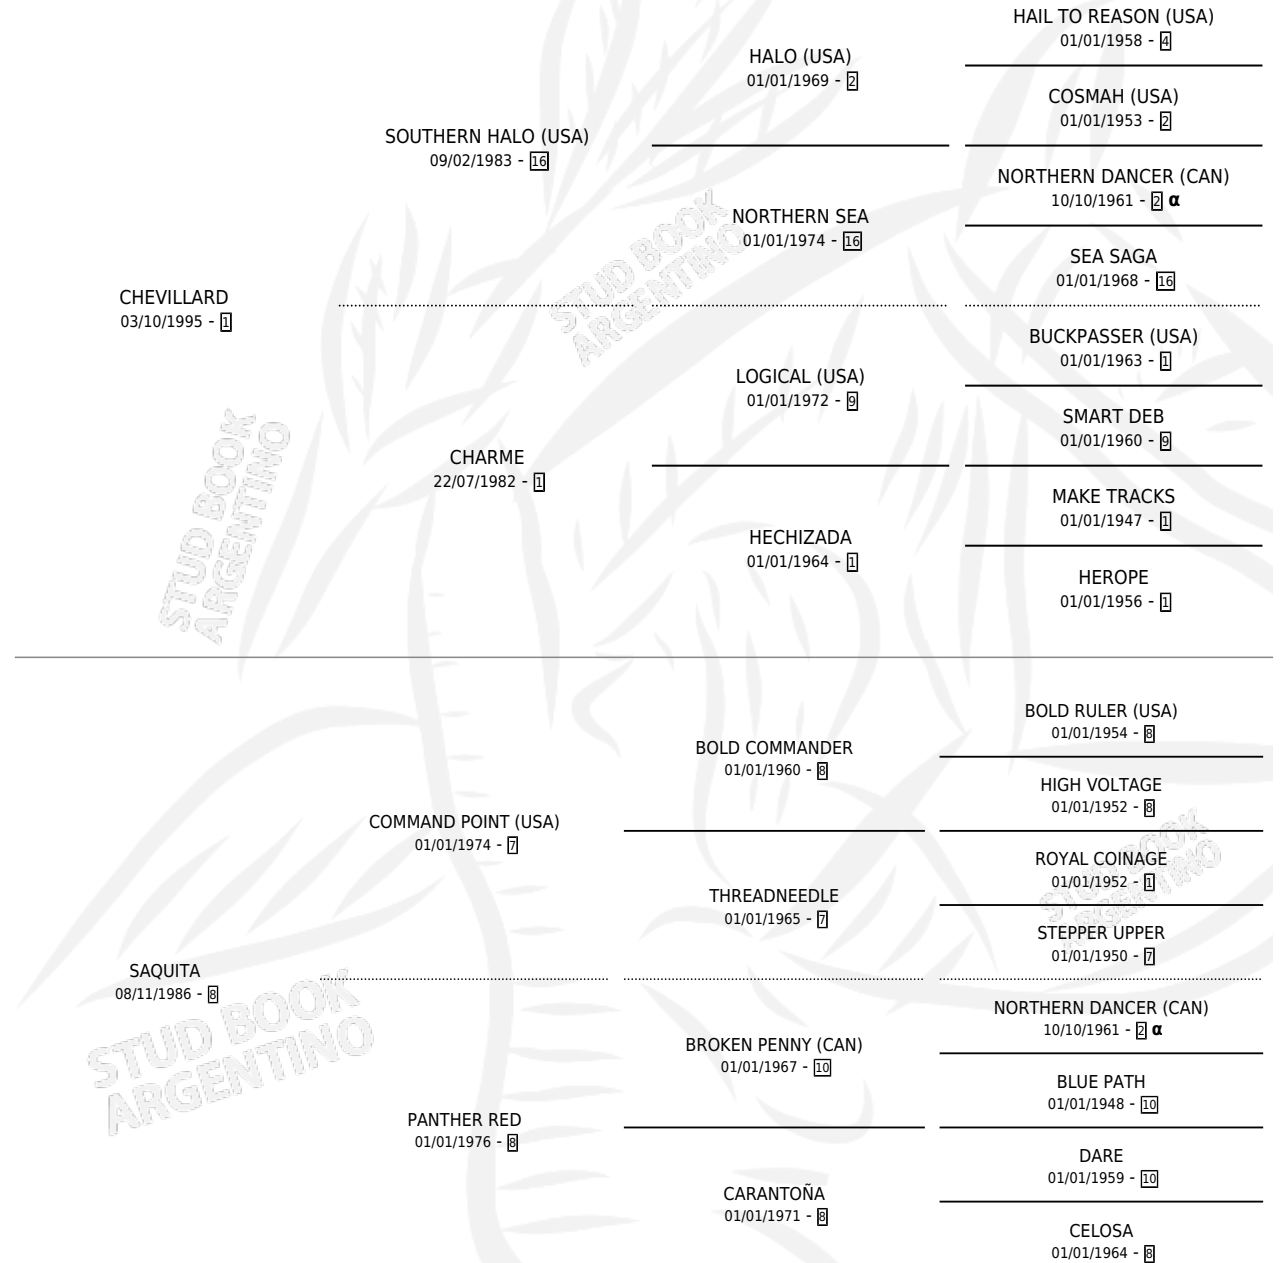 HAIL TO REASON (USA)
01/01/1958 - 4
HALO (USA)
01/01/1969 - 2
COSMAH (USA)
01/01/1953 - 2
SOUTHERN HALO (USA)
09/02/1983 - 16
NORTHERN DANCER (CAN)
10/10/1961 - 2 α
NORTHERN SEA
01/01/1974 - 16
SEA SAGA
01/01/1968 - 16
CHEVILLARD
03/10/1995 - 1
BUCKPASSER (USA)
01/01/1963 - 1
LOGICAL (USA)
01/01/1972 - 9
SMART DEB
01/01/1960 - 9
CHARME
22/07/1982 - 1
MAKE TRACKS
01/01/1947 - 1
HECHIZADA
01/01/1964 - 1
HEROPE
01/01/1956 - 1
BOLD RULER (USA)
01/01/1954 - 8
BOLD COMMANDER
01/01/1960 - 8
HIGH VOLTAGE
01/01/1952 - 8
COMMAND POINT (USA)
01/01/1974 - 7
ROYAL COINAGE
01/01/1952 - 1
THREADNEEDLE
01/01/1965 - 7
STEPPER UPPER
01/01/1950 - 7
SAQUITA
08/11/1986 - 8
NORTHERN DANCER (CAN)
10/10/1961 - 2 α
BROKEN PENNY (CAN)
01/01/1967 - 10
BLUE PATH
01/01/1948 - 10
PANTHER RED
01/01/1976 - 8
DARE
01/01/1959 - 10
CARANTOÑA
01/01/1971 - 8
CELOSA
01/01/1964 - 8
STUD BOOK
ARGENTINO
STUD BOOK
ARGENTINO
STUD BOOK
ARGENTINO
STUD BOOK
ARGENTINO